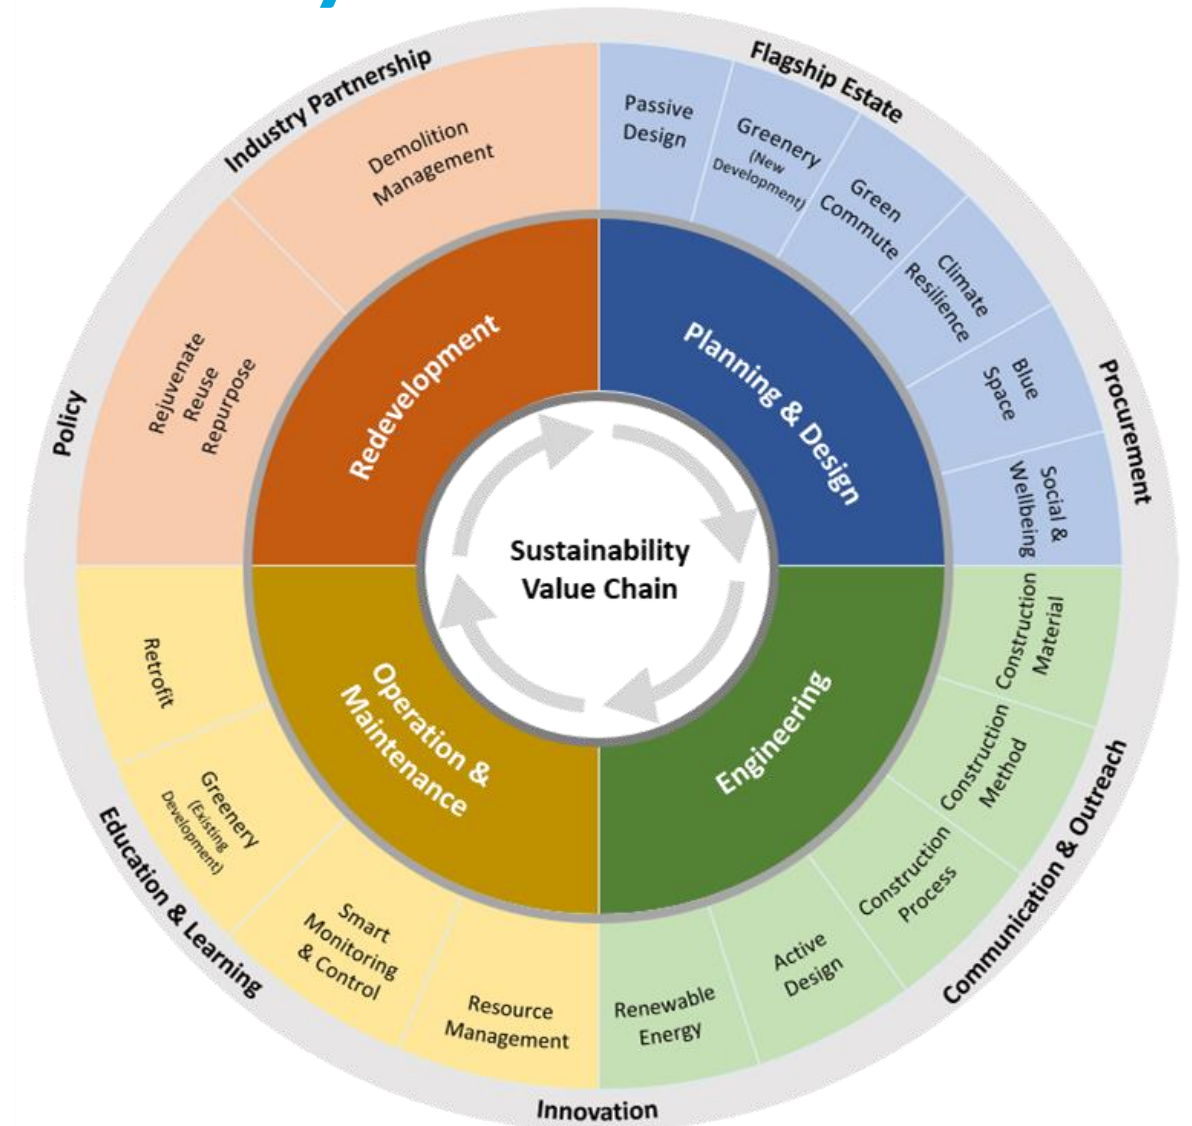 Industry Partnership
Flagship Estate
Procurement
Communication & Outreach
Innovation
Education & Learning
Policy
Demolition
Management
Rejuvenate
Reuse
Repurpose
Passive
Design
Greenery
(New
Development)
Green
Commute
Climate
Resilience
Blue
Space
Social &
Wellbeing
Construction
Material
Construction
Method
Construction
Process
Active
Design
Renewable
Energy
Resource
Management
Smart
Monitoring
& Control
Greenery
(Existing
Development)
Retrofit
Redevelopment
Planning & Design
Engineering
Operation &
Maintenance
Sustainability
Value Chain